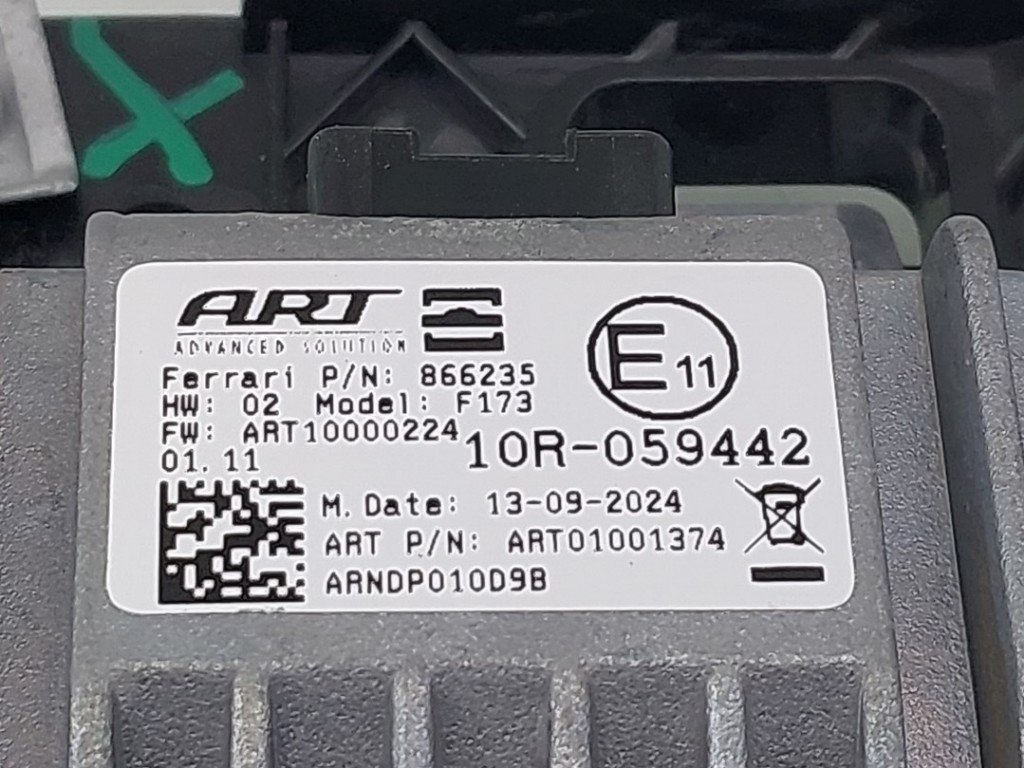 ART
ADVANCED SOLUTION
E11
Ferrari P/N: 866235
HW: 02 Model: F173
FW: ART10000224
01.11
10R-059442
M. Date: 13-09-2024
ART P/N: ART01001374
ARNDP010D9B